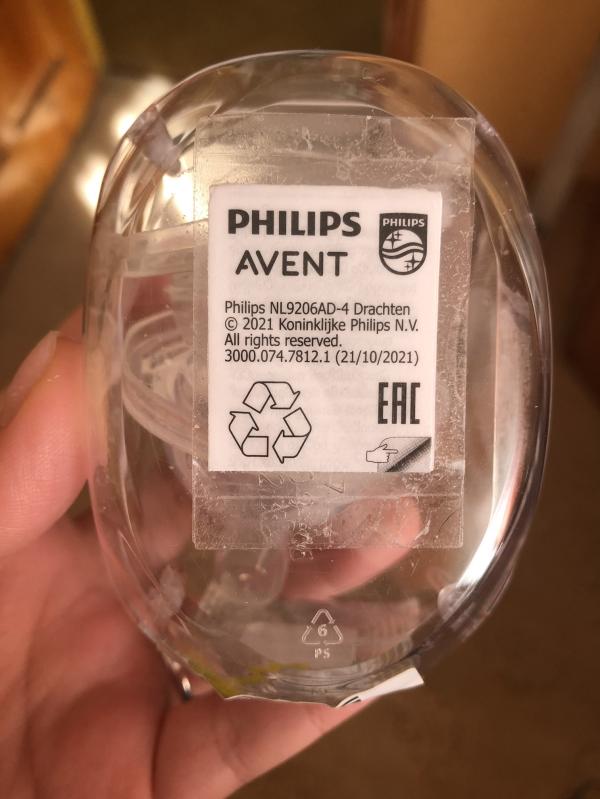 PHILIPS
AVENT
PHILIPS
Philips NL9206AD-4 Drachten
© 2021 Koninklijke Philips N.V.
All rights reserved.
3000.074.7812.1 (21/10/2021)
EAC
6
PS